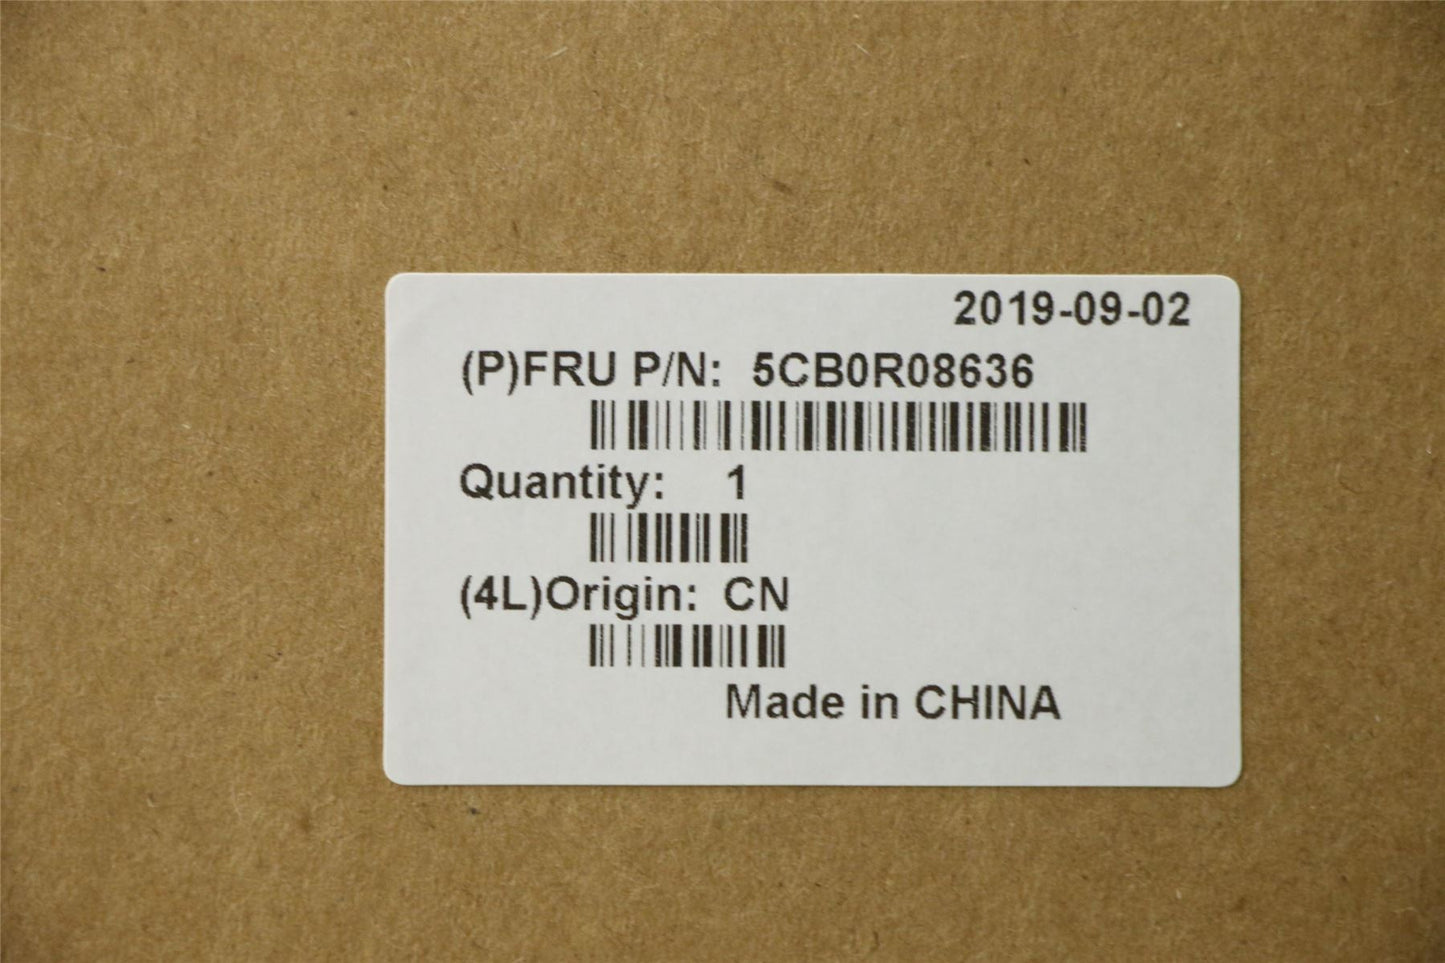 2019-09-02
(P)FRU P/N: 5CB0R08636
Quantity: 1
(4L)Origin: CN
Made in CHINA